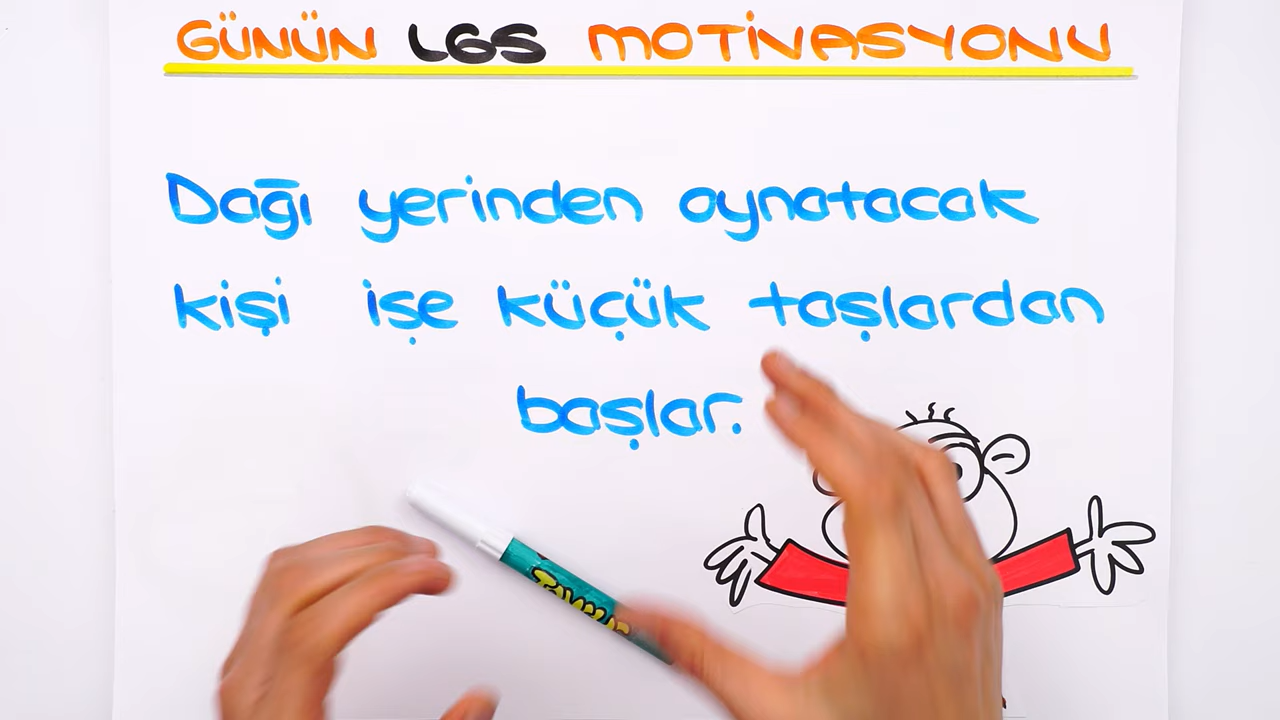 GÜNÜN LGS MOTİVASYONU
Dağı yerinden oynatacak
kişi işe küçük taşlardan
başlar.